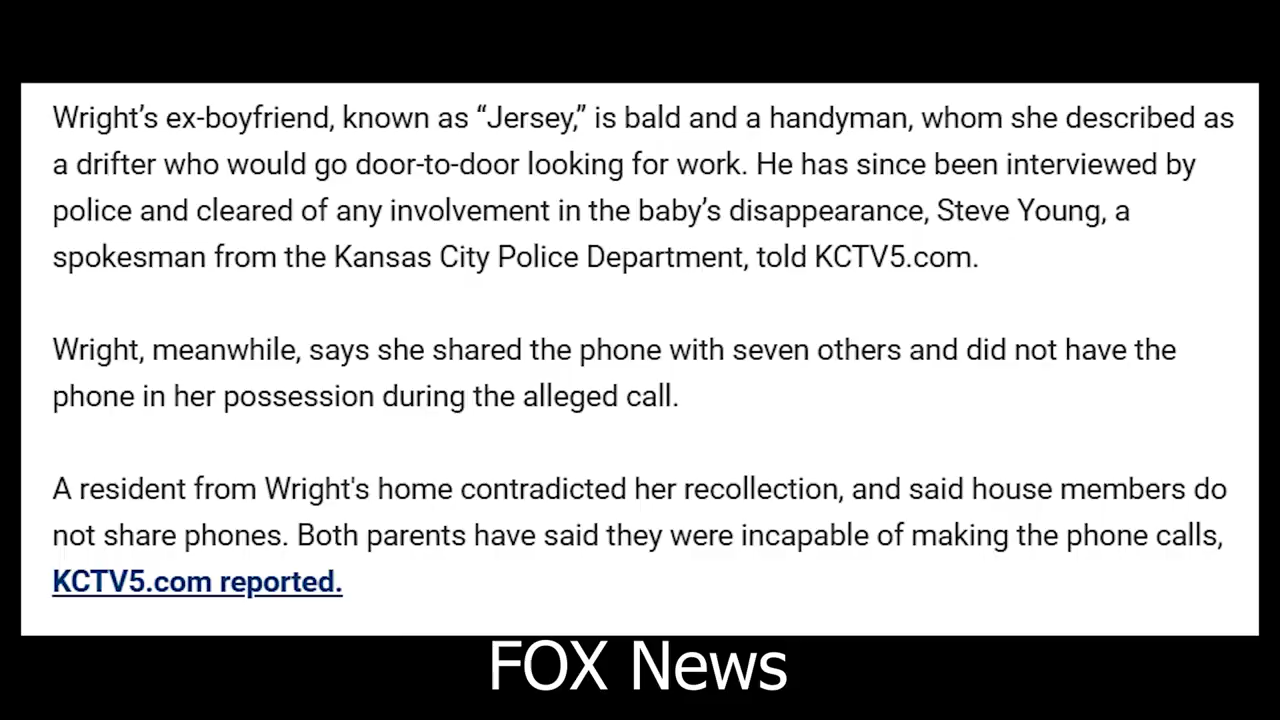 Wright’s ex-boyfriend, known as “Jersey,” is bald and a handyman, whom she described as
a drifter who would go door-to-door looking for work. He has since been interviewed by
police and cleared of any involvement in the baby’s disappearance, Steve Young, a
spokesman from the Kansas City Police Department, told KCTV5.com.
Wright, meanwhile, says she shared the phone with seven others and did not have the
phone in her possession during the alleged call.
A resident from Wright's home contradicted her recollection, and said house members do
not share phones. Both parents have said they were incapable of making the phone calls,
KCTV5.com reported.
FOX News